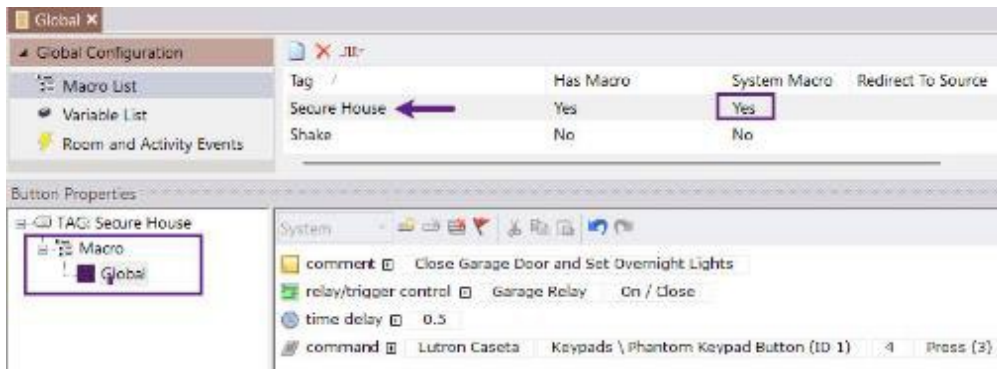 Global
Global Configuration
Macro List
Variable List
Room and Activity Events
Tag Has Macro System Macro Redirect To Source
Secure House Yes Yes
Shake No No
Button Properties
TAG: Secure House
Macro
Global
System
comment Close Garage Door and Set Overnight Lights
relay/trigger control Garage Relay On / Close
time delay 0.5
command Lutron Caseta Keypads \ Phantom Keypad Button (ID 1) 4 Press (3)